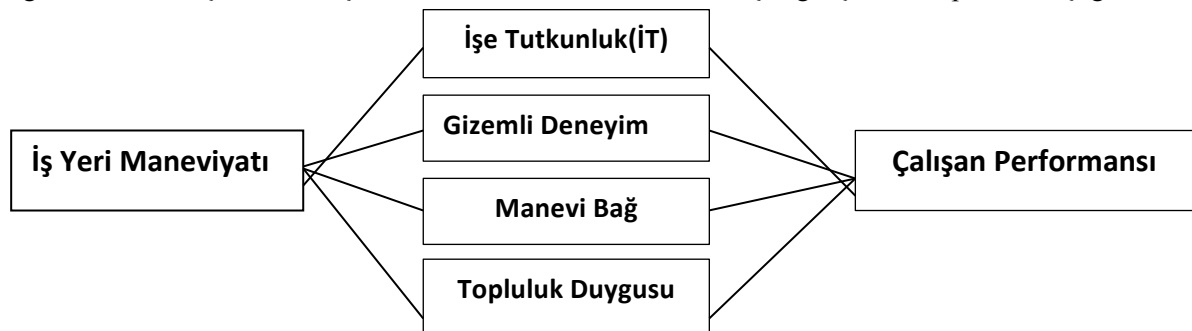 İşe Tutkunluk(İT)
Gizemli Deneyim
İş Yeri Maneviyatı
Çalışan Performansı
Manevi Bağ
Topluluk Duygusu